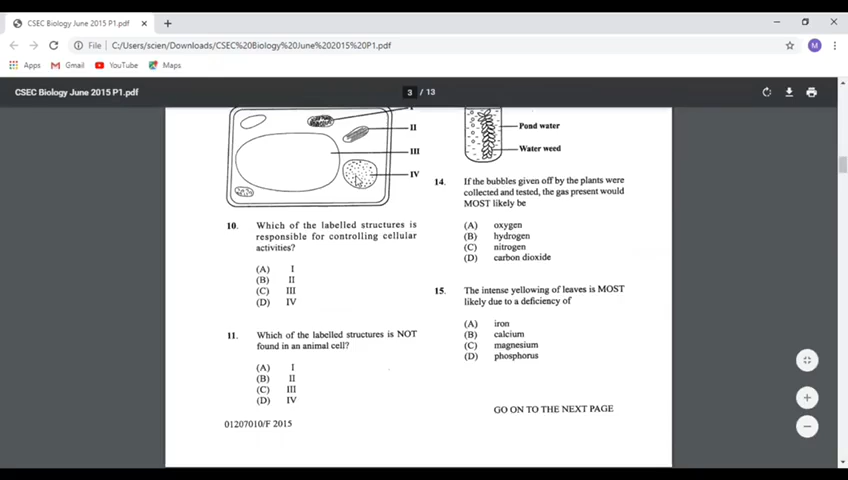 CSEC Biology June 2015 P1.pdf
File
C:/Users/scien/Downloads/CSEC%20Biology%20June%202015%20P1.pdf
M
Apps
Gmail
YouTube
Maps
CSEC Biology June 2015 P1.pdf
3 / 13
II
III
IV
10. Which of the labelled structures is
responsible for controlling cellular
activities?
(A) I
(B) II
(C) III
(D) IV
11. Which of the labelled structures is NOT
found in an animal cell?
(A) I
(B) II
(C) III
(D) IV
01207010/F 2015
Pond water
Water weed
14. If the bubbles given off by the plants were
collected and tested, the gas present would
MOST likely be
(A) oxygen
(B) hydrogen
(C) nitrogen
(D) carbon dioxide
15. The intense yellowing of leaves is MOST
likely due to a deficiency of
(A) iron
(B) calcium
(C) magnesium
(D) phosphorus
GO ON TO THE NEXT PAGE